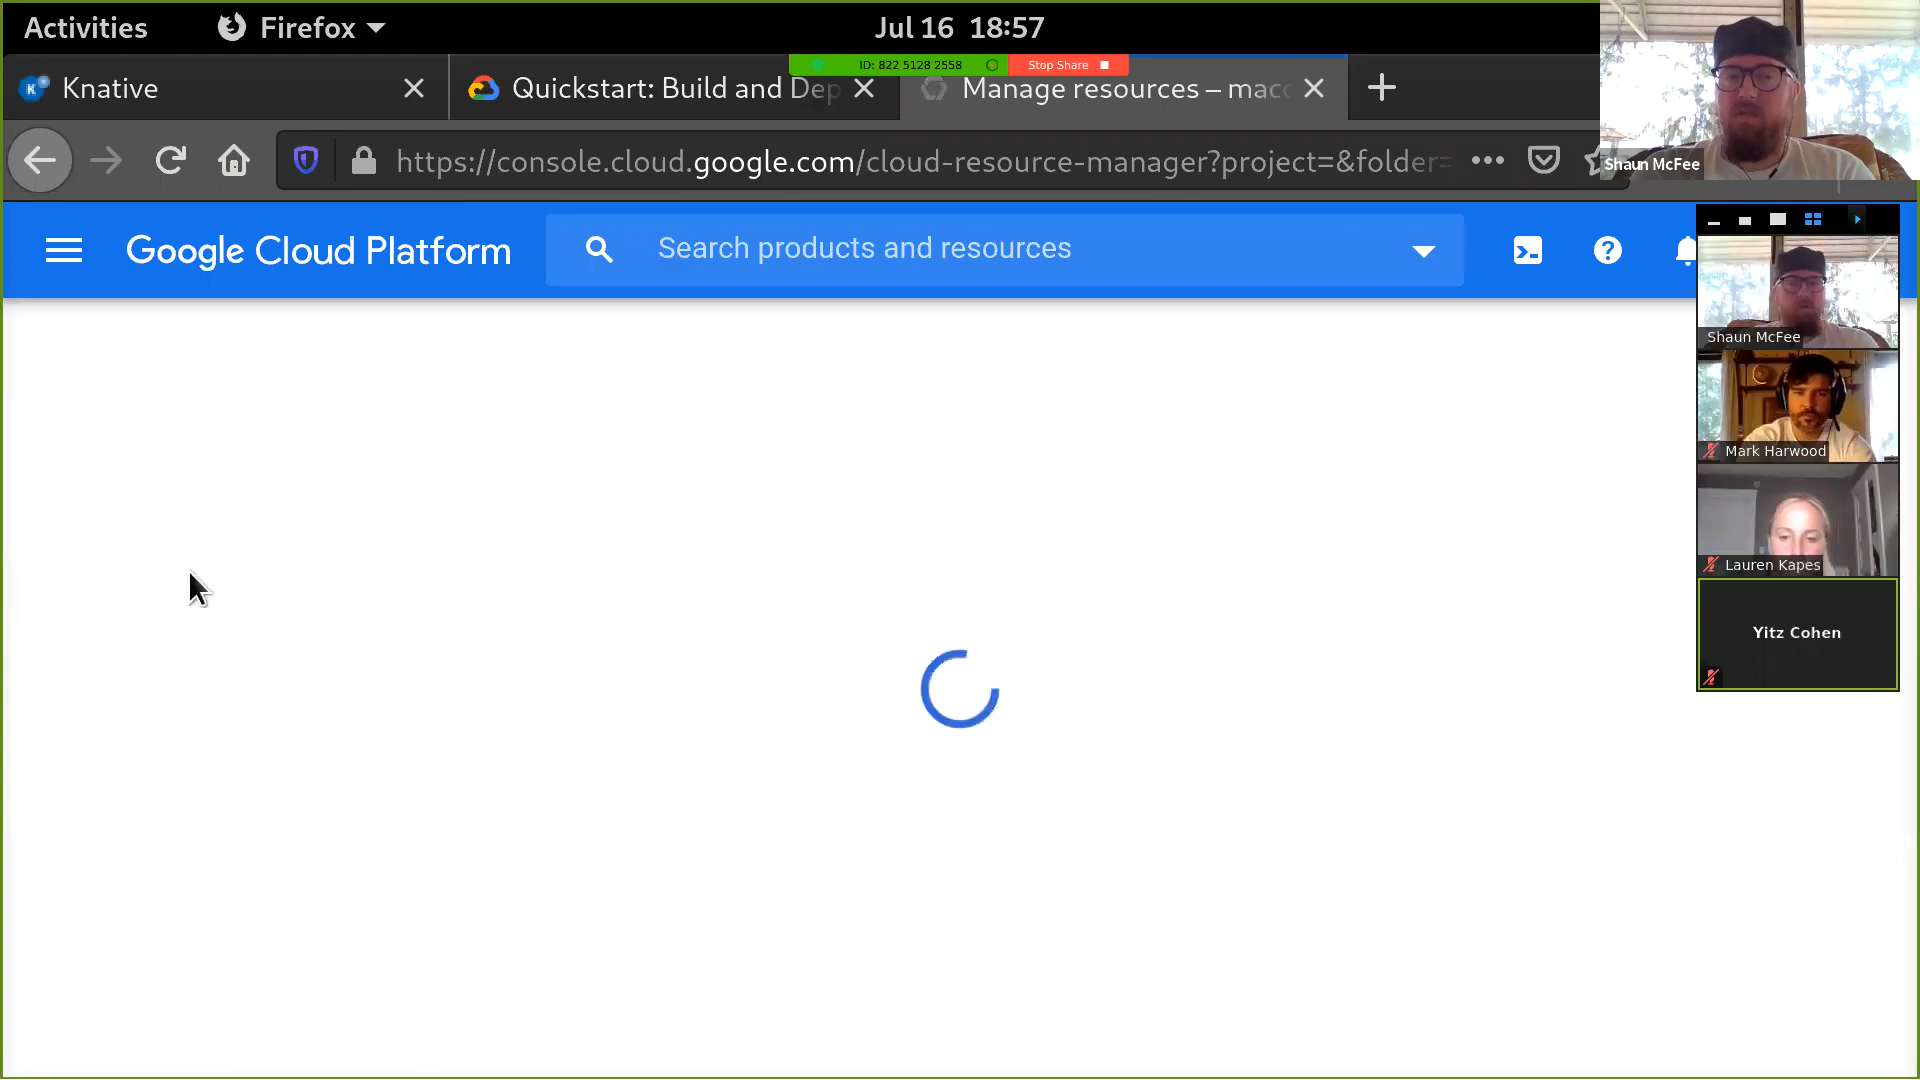 Activities
Firefox
Jul 16 18:57
ID: 822 5128 2558
Stop Share
Knative
Quickstart: Build and Dep
Manage resources – macc
https://console.cloud.google.com/cloud-resource-manager?project=&folder=
Shaun McFee
Google Cloud Platform
Search products and resources
Shaun McFee
Mark Harwood
Lauren Kapes
Yitz Cohen